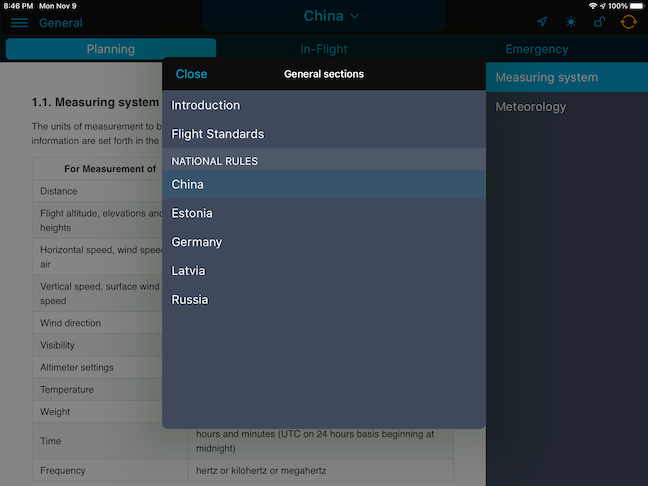 8:46 PM Mon Nov 9
100%
General
China
Planning
In-Flight
Emergency
Close
General sections
Introduction
Flight Standards
NATIONAL RULES
China
Estonia
Germany
Latvia
Russia
Measuring system
Meteorology
1.1. Measuring system
The units of measurement to b
information are set forth in the
For Measurement of
Distance
Flight altitude, elevations and
heights
Horizontal speed, wind speed
air
Vertical speed, surface wind
speed
Wind direction
Visibility
Altimeter settings
Temperature
Weight
Time
hours and minutes (UTC on 24 hours basis beginning at
midnight)
Frequency
hertz or kilohertz or megahertz